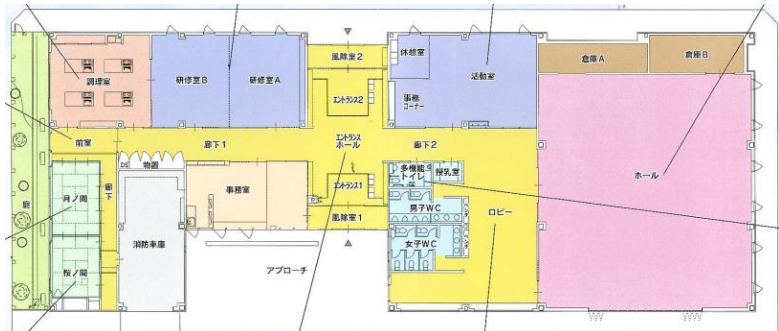 風除室2
休憩室
倉庫A
倉庫B
調理室
研修室B
研修室A
活動室
エントランス2
事務
コーナー
前室
廊下1
エントランス
ホール
廊下2
物置
多機能
トイレ
授乳室
ホール
庭
月ノ間
廊下
事務室
エントランス1
男子WC
ロビー
風除室1
消防車庫
女子WC
桜ノ間
アプローチ